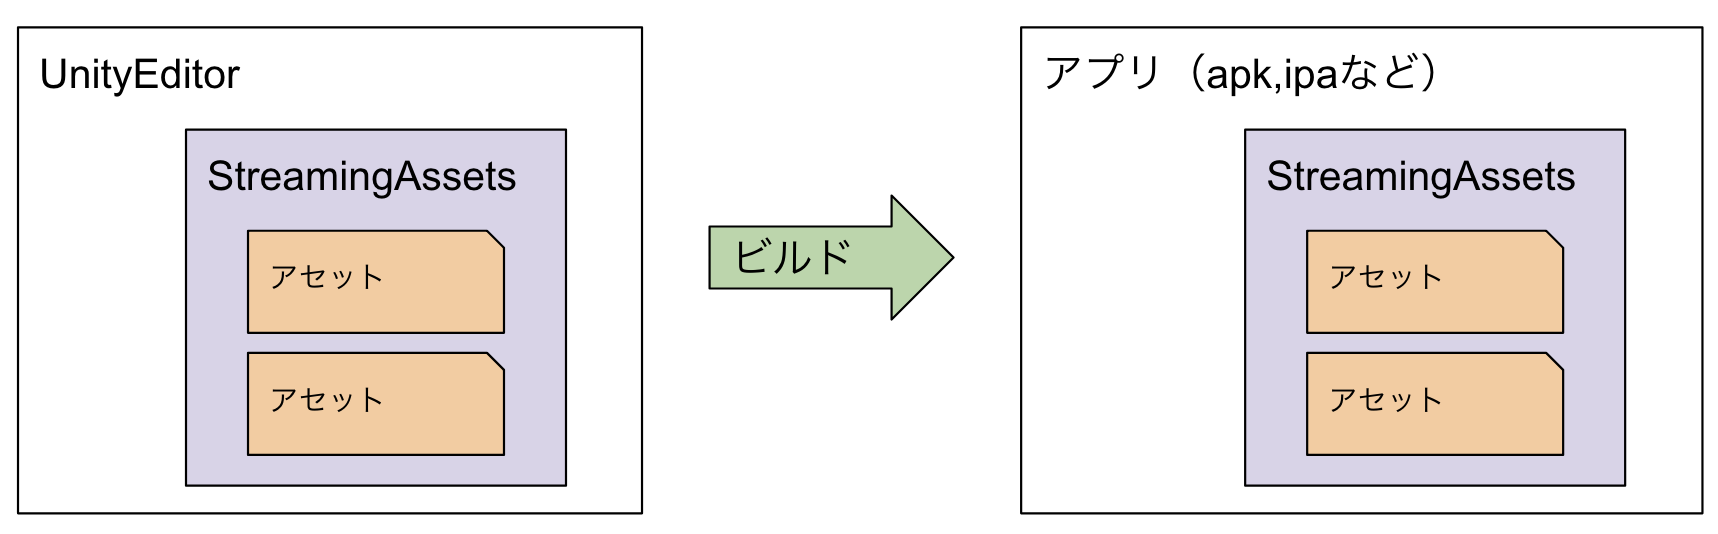 UnityEditor
StreamingAssets
アセット
アセット
ビルド
アプリ（apk,ipaなど）
StreamingAssets
アセット
アセット